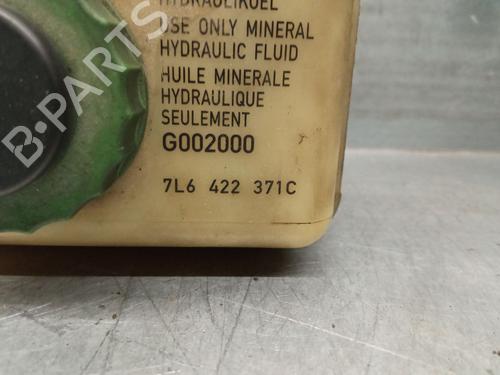 HYDRAULIKOEL
USE ONLY MINERAL
HYDRAULIC FLUID
HUILE MINERALE
HYDRAULIQUE
SEULEMENT
G002000
7L6 422 371C
B-PARTS